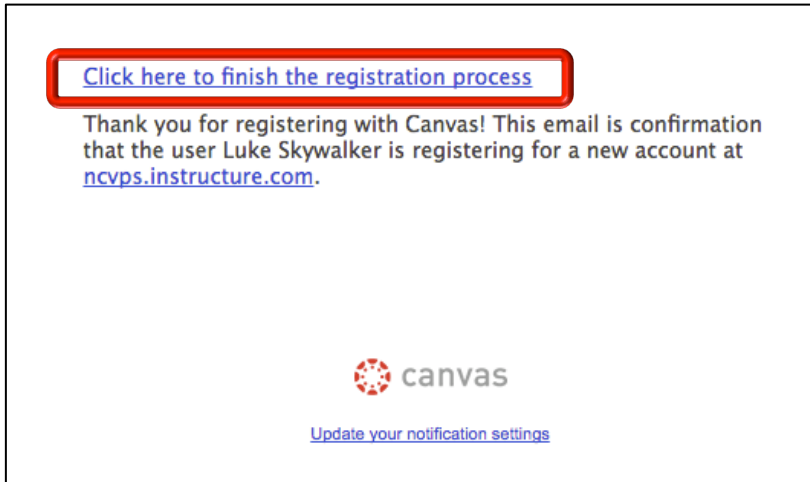 Click here to finish the registration process
Thank you for registering with Canvas! This email is confirmation
that the user Luke Skywalker is registering for a new account at
ncvps.instructure.com.
canvas
Update your notification settings